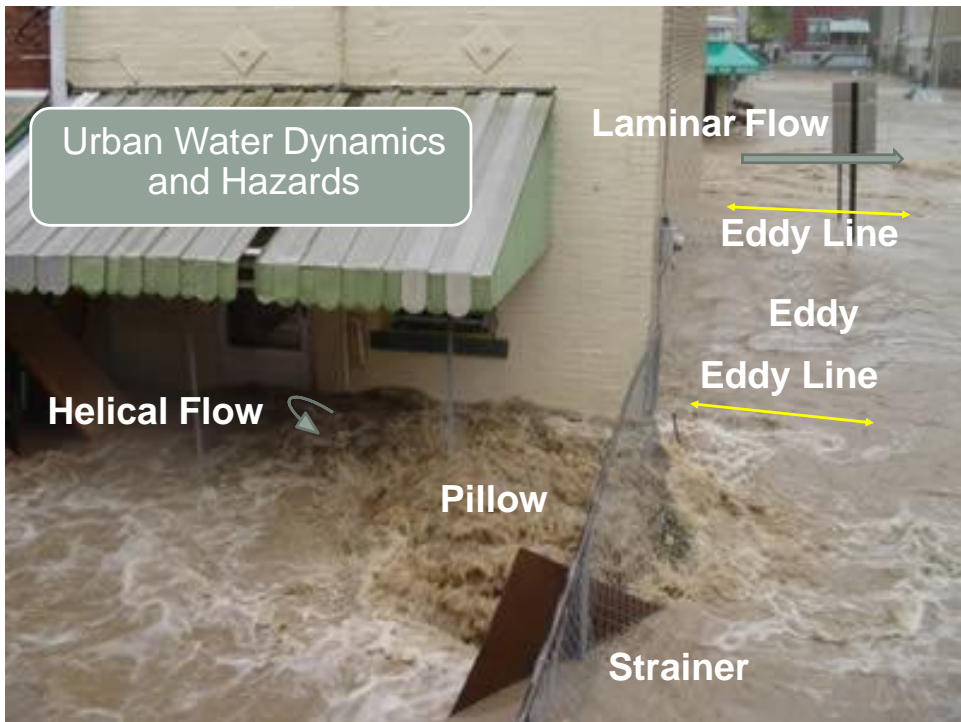 Urban Water Dynamics
and Hazards
Laminar Flow
Eddy Line
Eddy
Eddy Line
Helical Flow
Pillow
Strainer